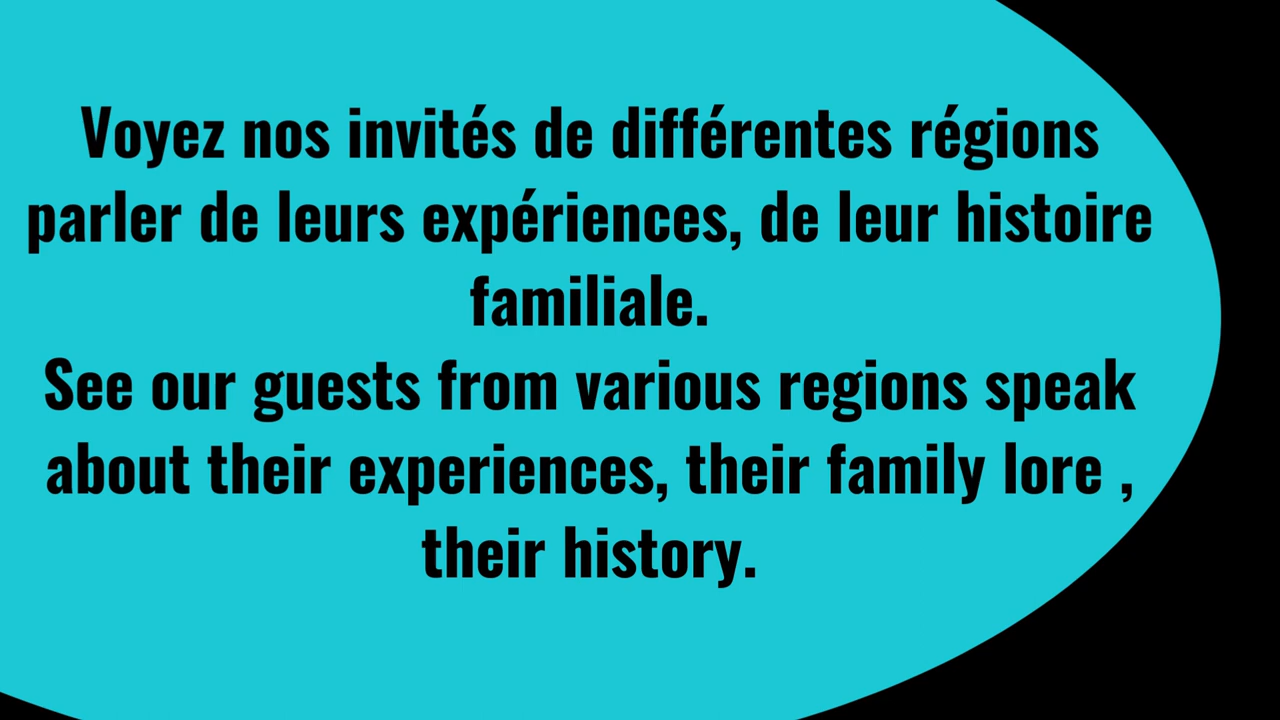 Voyez nos invités de différentes régions
parler de leurs expériences, de leur histoire
familiale.
See our guests from various regions speak
about their experiences, their family lore ,
their history.